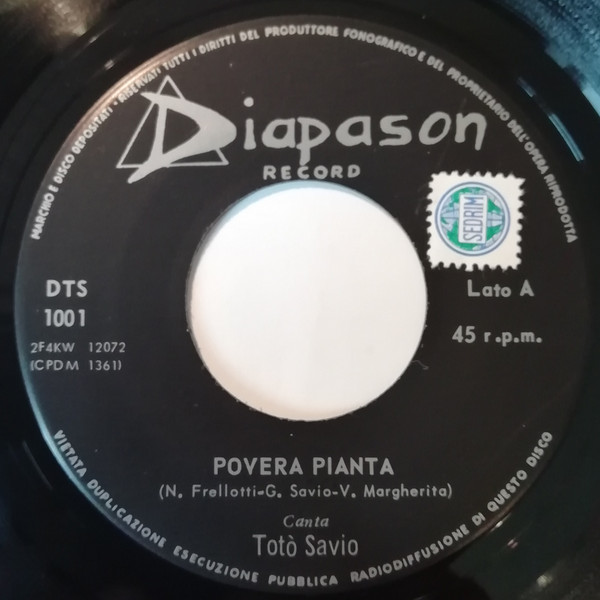 MARCHIO E DISCO DEPOSITATI - RISERVATI TUTTI I DIRITTI DEL PRODUTTORE FONOGRAFICO E DEL PROPRIETARIO DELL'OPERA RIPRODOTTA
Diapason
RECORD
SEDRIM
DTS
1001
Lato A
2F4KW 12072
(CPDM 1361)
45 r.p.m.
POVERA PIANTA
(N. Frellotti-G. Savio-V. Margherita)
Canta
Totò Savio
VIETATA DUPLICAZIONE ESECUZIONE PUBBLICA RADIODIFFUSIONE DI QUESTO DISCO